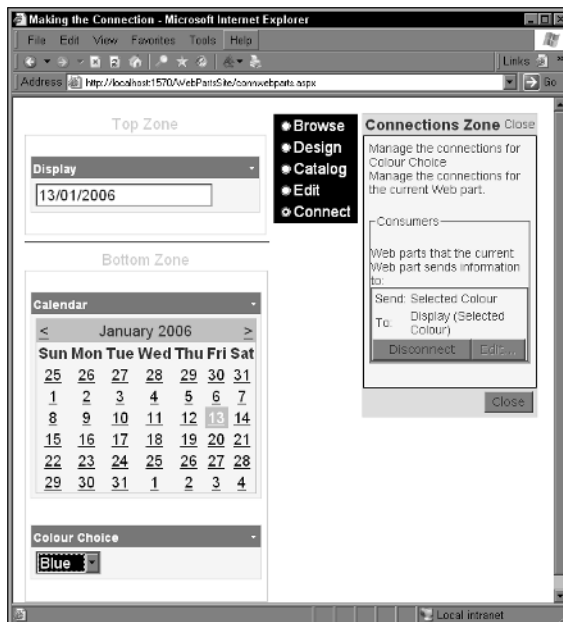 Making the Connection - Microsoft Internet Explorer
File Edit View Favorites Tools Help
Links
Address http://localhost:1570/WebPartsSite/connwebparts.aspx Go
Top Zone
Display
13/01/2006
Bottom Zone
Calendar
< January 2006 >
Sun Mon Tue Wed Thu Fri Sat
25 26 27 28 29 30 31
1 2 3 4 5 6 7
8 9 10 11 12 13 14
15 16 17 18 19 20 21
22 23 24 25 26 27 28
29 30 31 1 2 3 4
Colour Choice
Blue
Browse
Design
Catalog
Edit
Connect
Connections Zone Close
Manage the connections for
Colour Choice
Manage the connections for
the current Web part.
Consumers
Web parts that the current
Web part sends information
to:
Send: Selected Colour
To: Display (Selected
Colour)
Disconnect Edit...
Close
Local intranet